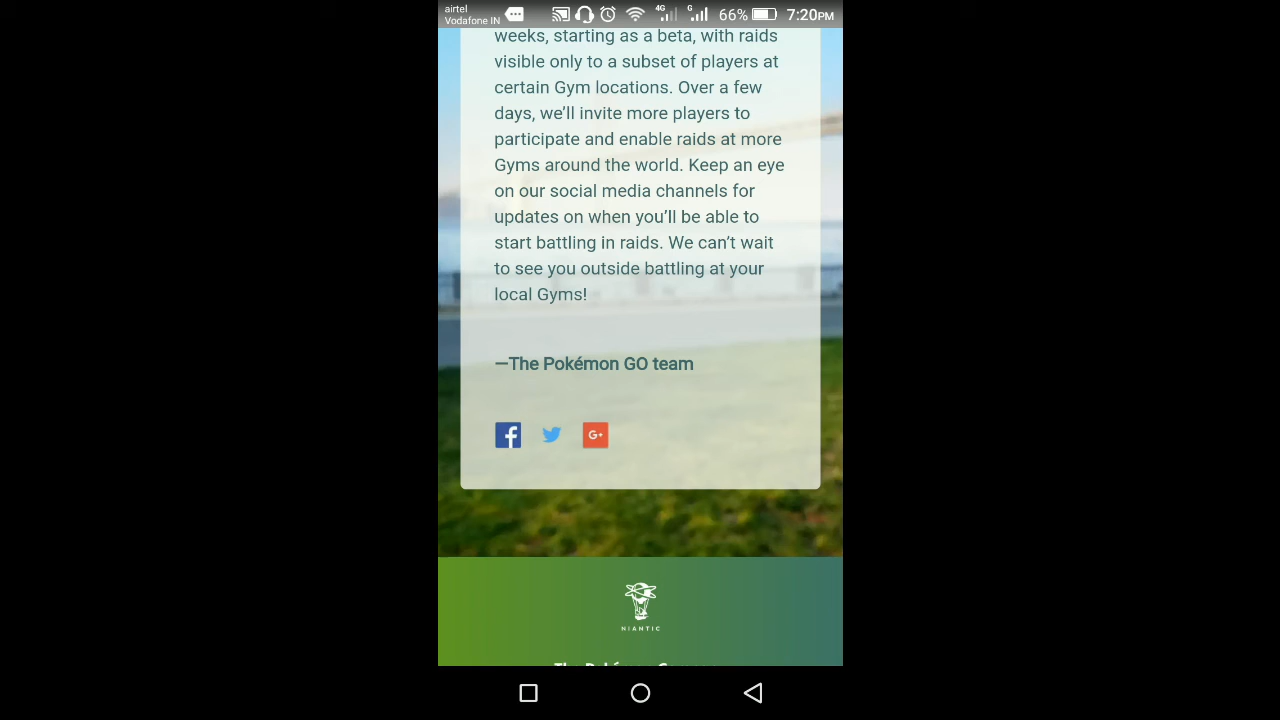 airtel
Vodafone IN
4G
G
66%
7:20PM
weeks, starting as a beta, with raids
visible only to a subset of players at
certain Gym locations. Over a few
days, we’ll invite more players to
participate and enable raids at more
Gyms around the world. Keep an eye
on our social media channels for
updates on when you’ll be able to
start battling in raids. We can’t wait
to see you outside battling at your
local Gyms!
—The Pokémon GO team
f
G+
NIANTIC